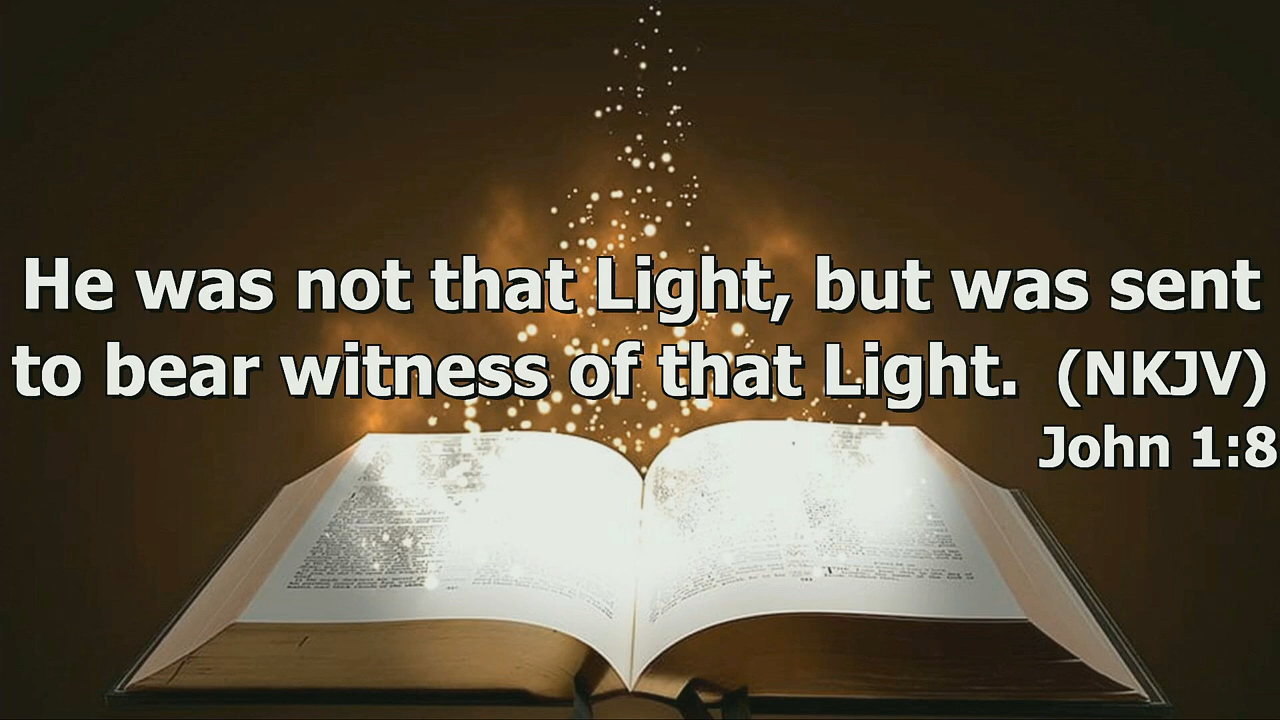 He was not that Light, but was sent
to bear witness of that Light. (NKJV)
John 1:8